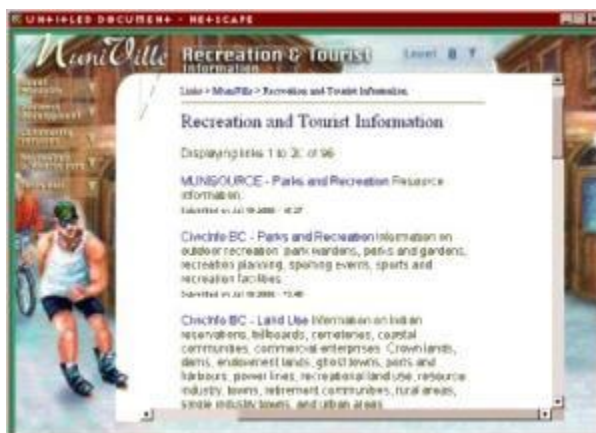 UNTITLED DOCUMENT - NETSCAPE
MuniVille
Recreation & Tourist
Information
Level
Community
Links > MuniVille > Recreation and Tourist Information
Recreation and Tourist Information
Displaying links 1 to 20 of 96
MUNISOURCE - Parks and Recreation Resource
information.
CivicInfo BC - Parks and Recreation Information on
outdoor recreation, park wardens, parks and gardens,
recreation planning, sporting events, sports and
recreation facilities
CivicInfo BC - Land Use Information on Indian
reservations, billboards, cemeteries, coastal
communities, commercial enterprises, Crown lands,
dams, endowment lands, ghost towns, ports and
harbours, power lines, recreational land use, resource
industry, towns, retirement communities, rural areas,
single industry towns, and urban areas